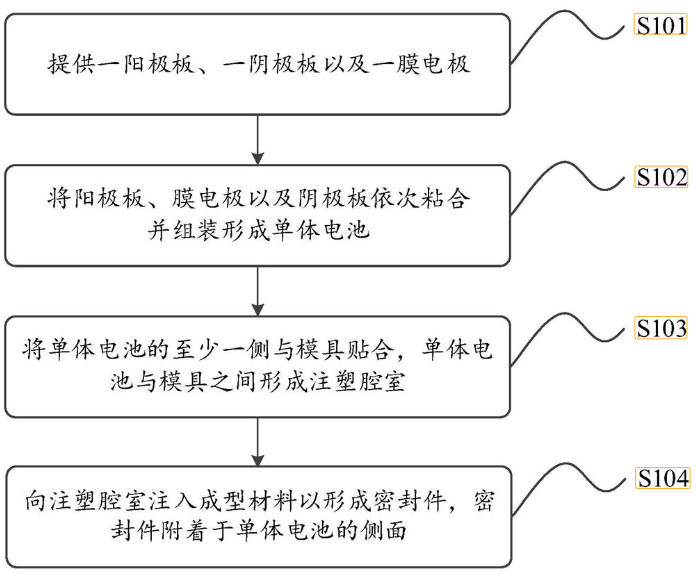 提供一阳极板、一阴极板以及一膜电极
S101
将阳极板、膜电极以及阴极板依次粘合
并组装形成单体电池
S102
将单体电池的至少一侧与模具贴合，单体电
池与模具之间形成注塑腔室
S103
向注塑腔室注入成型材料以形成密封件，密
封件附着于单体电池的侧面
S104